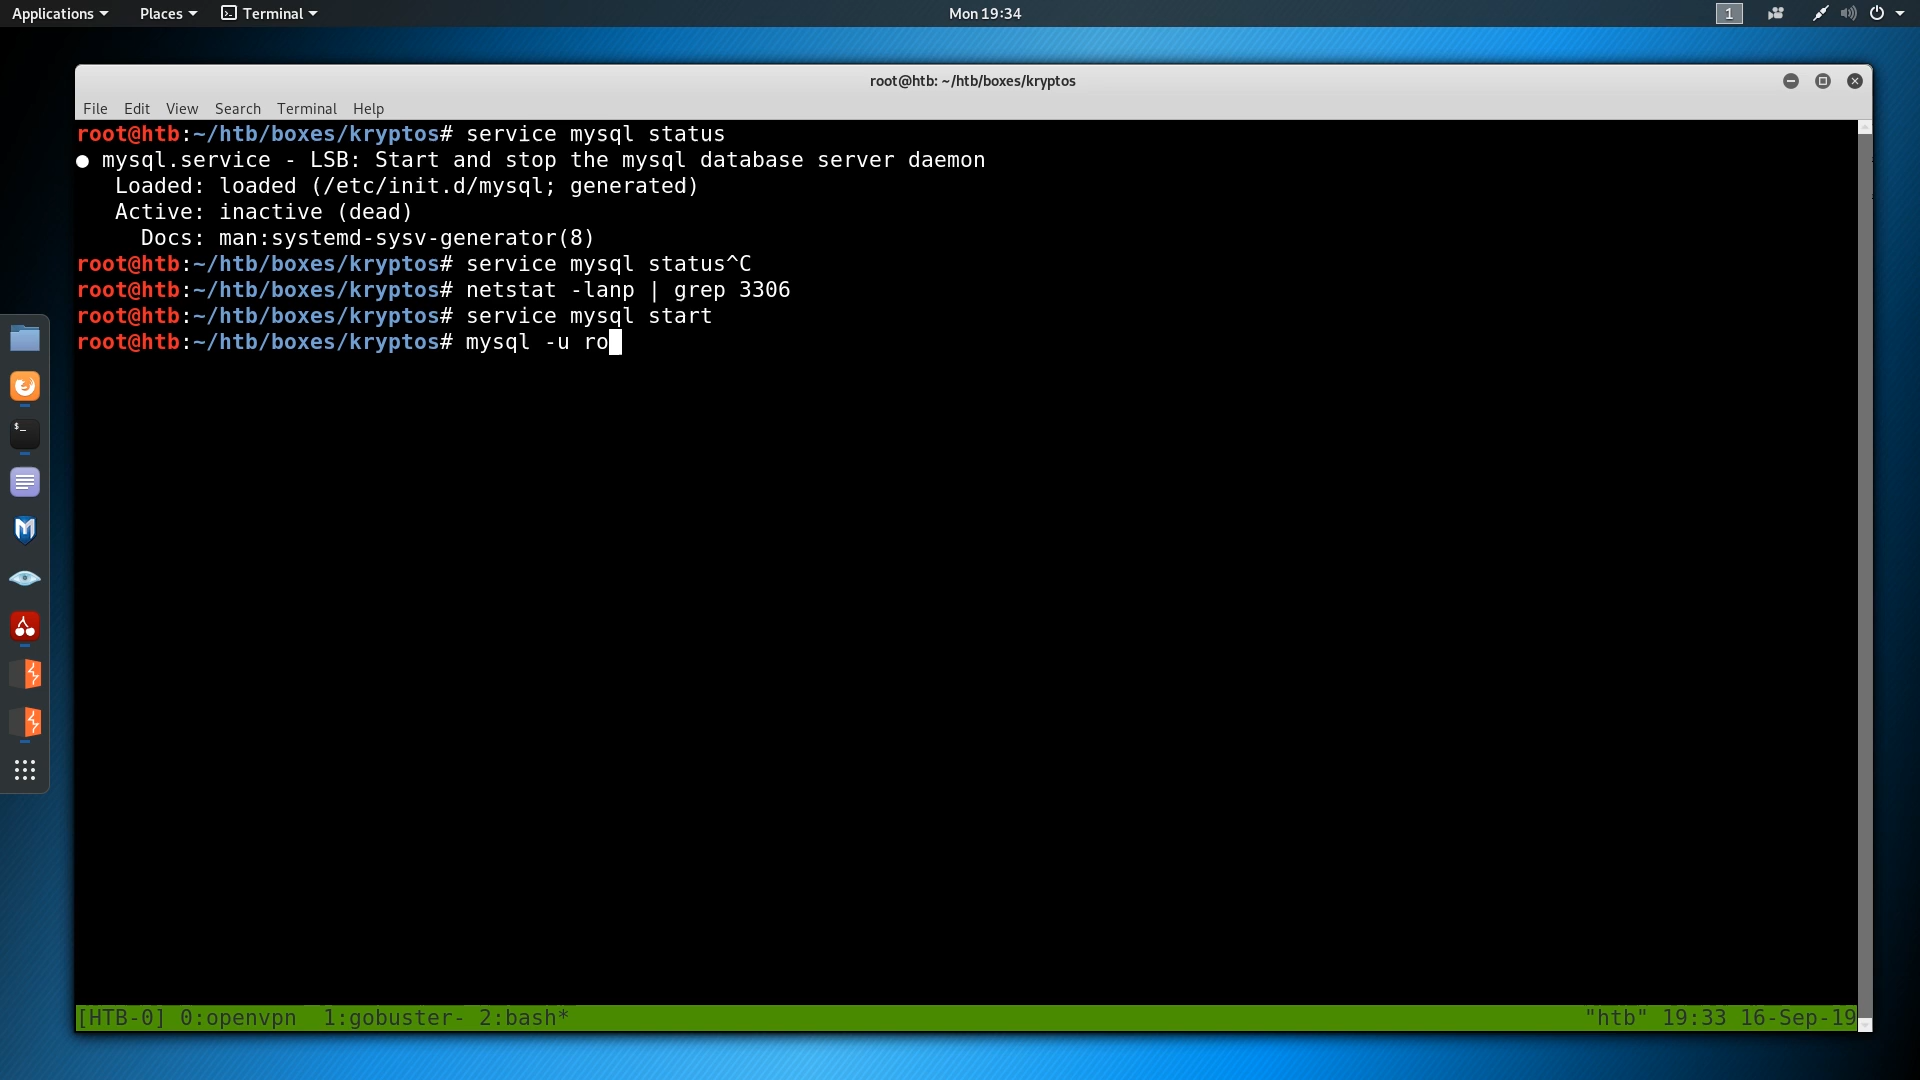 Applications Places Terminal Mon 19:34 1
root@htb: ~/htb/boxes/kryptos
File Edit View Search Terminal Help
root@htb:~/htb/boxes/kryptos# service mysql status
● mysql.service - LSB: Start and stop the mysql database server daemon
   Loaded: loaded (/etc/init.d/mysql; generated)
   Active: inactive (dead)
     Docs: man:systemd-sysv-generator(8)
root@htb:~/htb/boxes/kryptos# service mysql status^C
root@htb:~/htb/boxes/kryptos# netstat -lanp | grep 3306
root@htb:~/htb/boxes/kryptos# service mysql start
root@htb:~/htb/boxes/kryptos# mysql -u ro
$_
[HTB-0] 0:openvpn  1:gobuster- 2:bash* "htb" 19:33 16-Sep-19